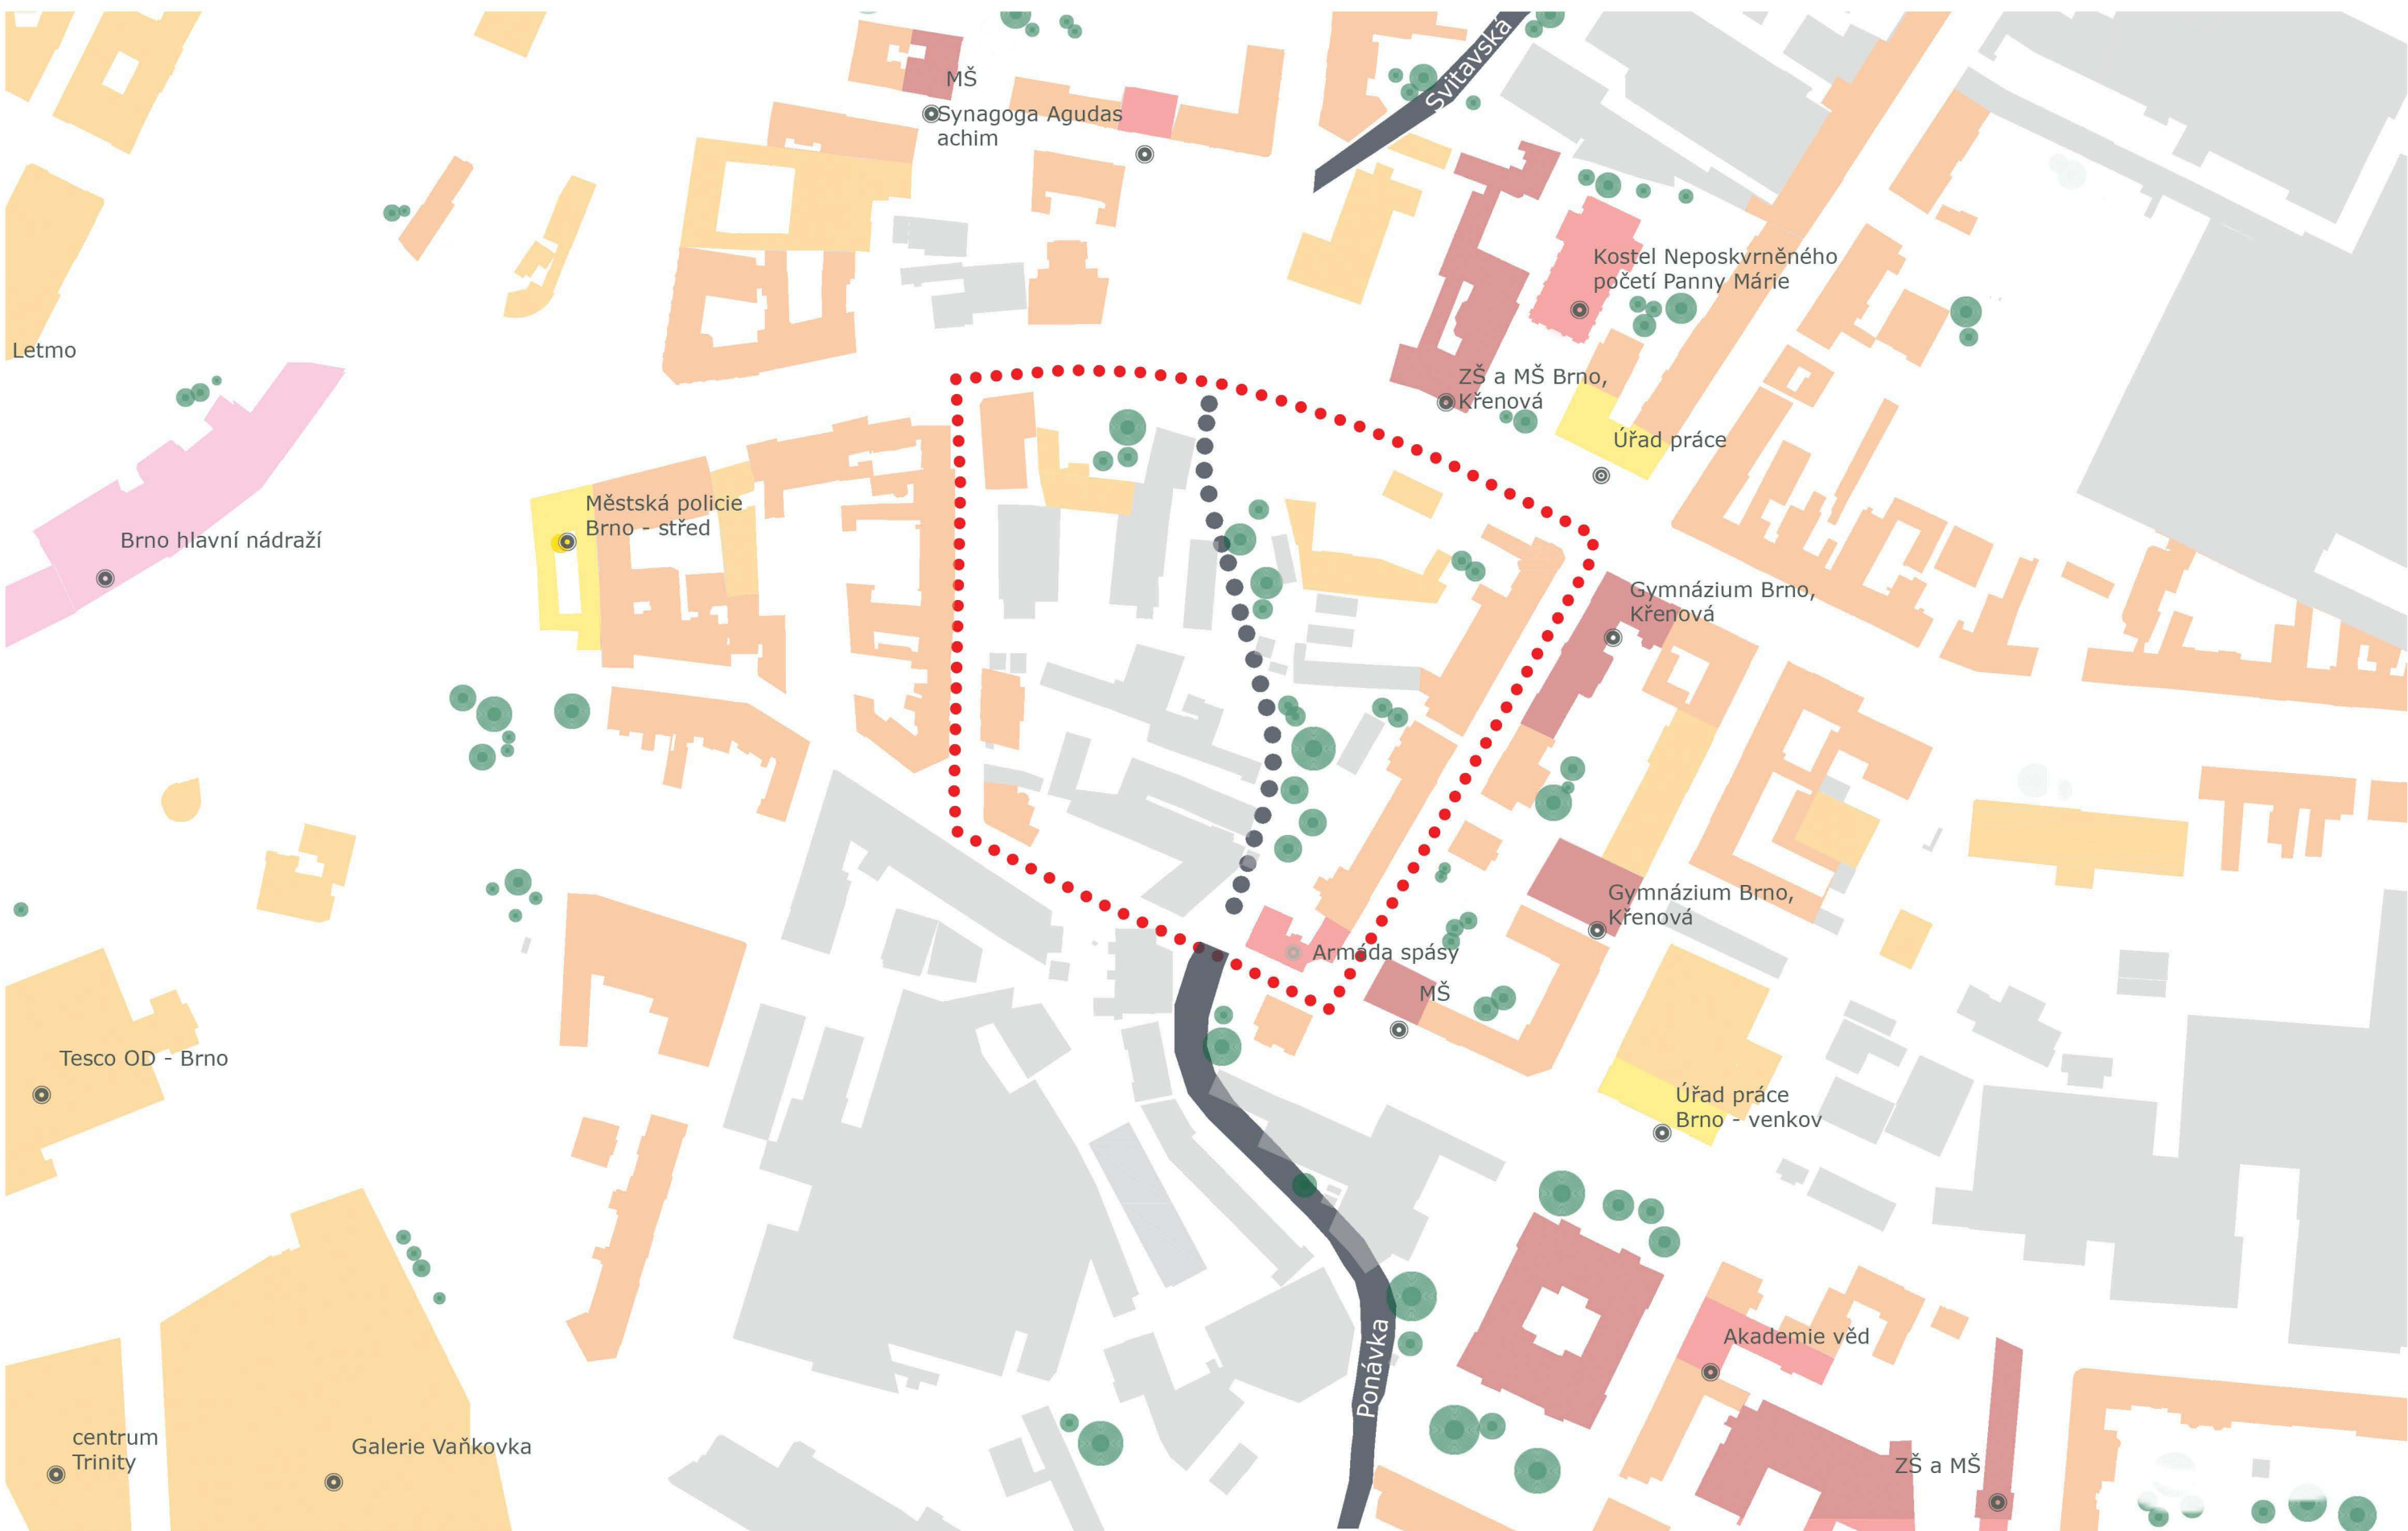 Svitavská
MŠ
Synagoga Agudas
achim
Kostel Neposkvrněného
početí Panny Márie
Letmo
ZŠ a MŠ Brno,
Křenová
Úřad práce
Městská policie
Brno - střed
Brno hlavní nádraží
Gymnázium Brno,
Křenová
Gymnázium Brno,
Křenová
Armáda spásy
MŠ
Tesco OD - Brno
Úřad práce
Brno - venkov
Ponávka
Akademie věd
centrum
Trinity
Galerie Vaňkovka
ZŠ a MŠ